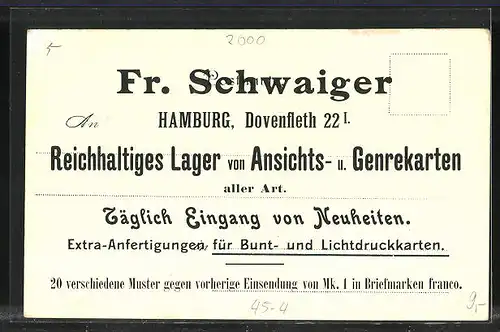 5
2000
Fr. Schwaiger
An
HAMBURG, Dovenfleth 22 I.
Reichhaltiges Lager von Ansichts- u. Genrekarten
aller Art.
Täglich Eingang von Neuheiten.
Extra-Anfertigungen für Bunt- und Lichtdruckkarten.
20 verschiedene Muster gegen vorherige Einsendung von Mk. 1 in Briefmarken franco.
45-4
9,-